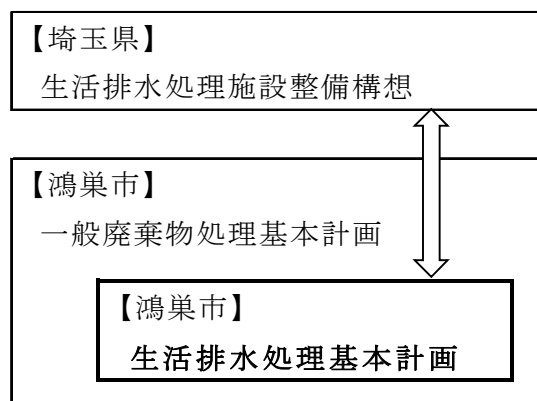 【埼玉県】
生活排水処理施設整備構想
【鴻巣市】
一般廃棄物処理基本計画
【鴻巣市】
生活排水処理基本計画